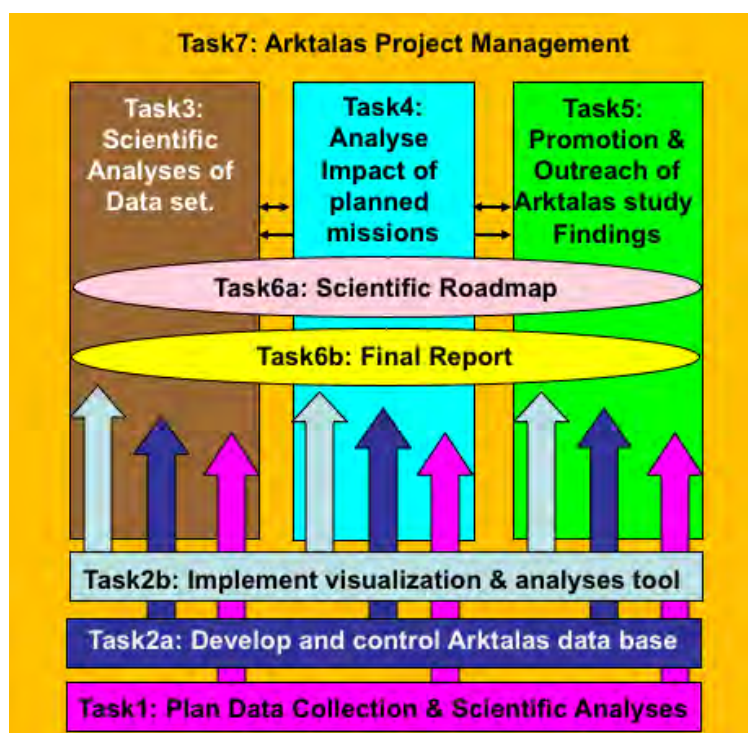 Task7: Arktalas Project Management
Task3:
Scientific
Analyses of
Data set.
Task4:
Analyse
Impact of
planned
missions
Task5:
Promotion &
Outreach of
Arktalas study
Findings
Task6a: Scientific Roadmap
Task6b: Final Report
Task2b: Implement visualization & analyses tool
Task2a: Develop and control Arktalas data base
Task1: Plan Data Collection & Scientific Analyses